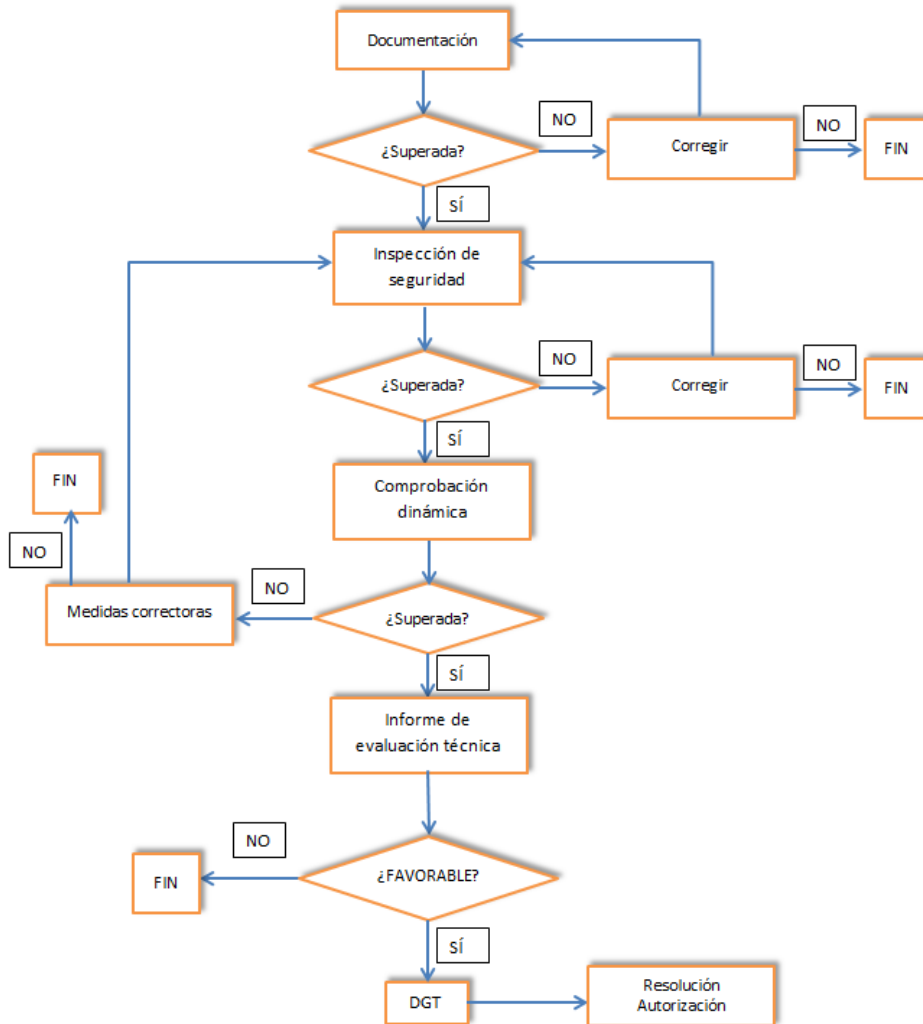 Documentación
NO
¿Superada?
Corregir
NO
FIN
SÍ
Inspección de
seguridad
NO
¿Superada?
Corregir
NO
FIN
SÍ
FIN
Comprobación
dinámica
NO
Medidas correctoras
NO
¿Superada?
SÍ
Informe de
evaluación técnica
NO
FIN
¿FAVORABLE?
SÍ
DGT
Resolución
Autorización